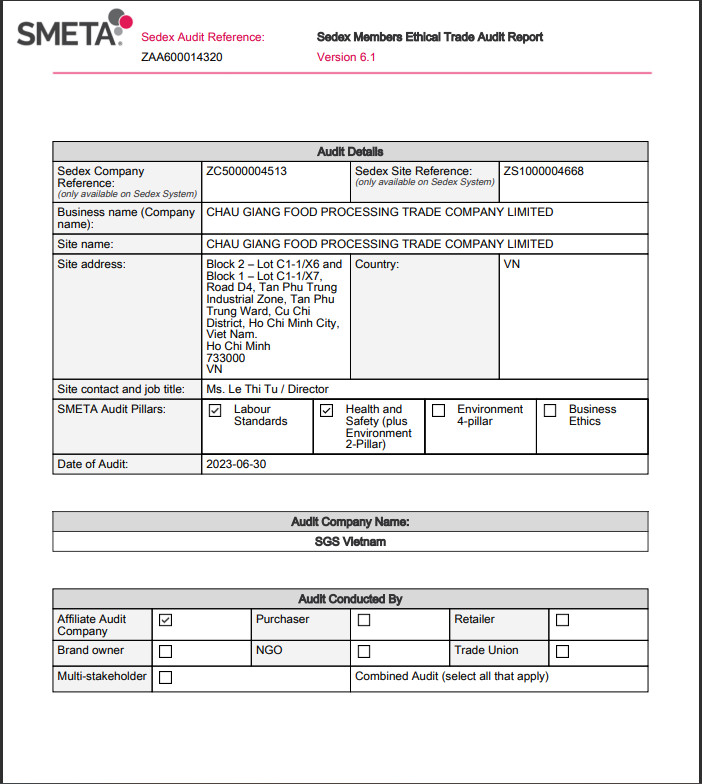 SMETA
Sedex Audit Reference:
Sedex Members Ethical Trade Audit Report
ZAA600014320
Version 6.1
Audit Details
Sedex Company
Reference:
(only available on Sedex System)
ZC5000004513
Sedex Site Reference:
(only available on Sedex System)
ZS1000004668
Business name (Company
name):
CHAU GIANG FOOD PROCESSING TRADE COMPANY LIMITED
Site name:
CHAU GIANG FOOD PROCESSING TRADE COMPANY LIMITED
Site address:
Block 2 – Lot C1-1/X6 and
Block 1 – Lot C1-1/X7,
Road D4, Tan Phu Trung
Industrial Zone, Tan Phu
Trung Ward, Cu Chi
District, Ho Chi Minh City,
Viet Nam.
Ho Chi Minh
733000
VN
Country:
VN
Site contact and job title:
Ms. Le Thi Tu / Director
SMETA Audit Pillars:
Labour
Standards
Health and
Safety (plus
Environment
2-Pillar)
Environment
4-pillar
Business
Ethics
Date of Audit:
2023-06-30
Audit Company Name:
SGS Vietnam
Audit Conducted By
Affiliate Audit
Company
Purchaser
Retailer
Brand owner
NGO
Trade Union
Multi-stakeholder
Combined Audit (select all that apply)